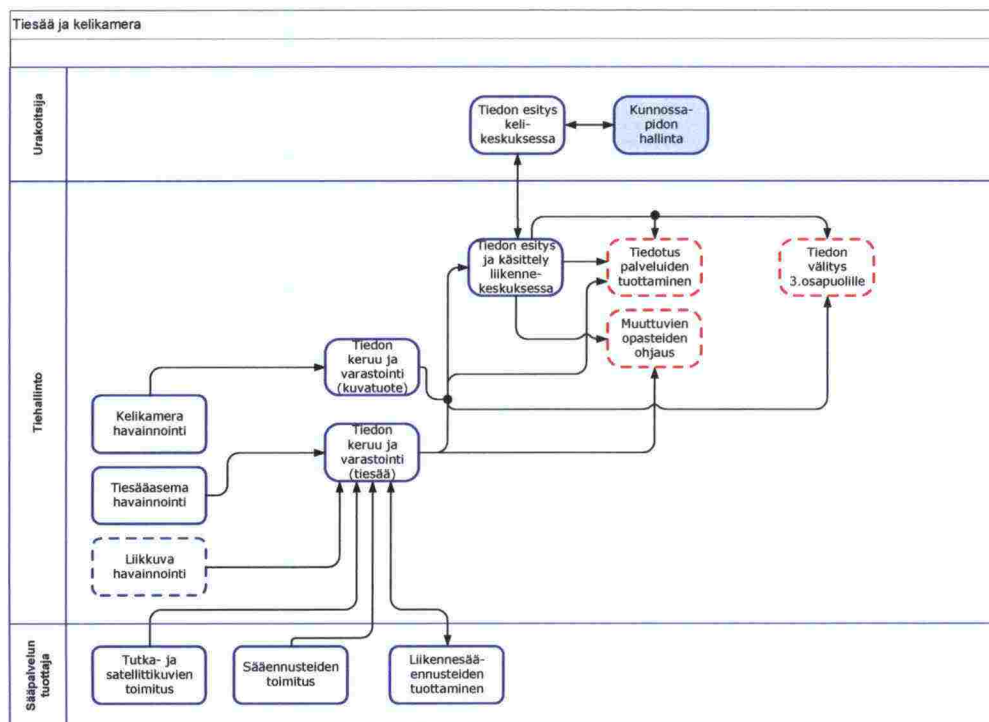 Tiesää ja kelikamera
Urakoitsija
Tiedon esitys
keli-
keskuksessa
Kunnossa-
pidon
hallinta
Tiehallinto
Tiedon esitys
ja käsittely
liikenne-
keskuksessa
Tiedotus
palveluiden
tuottaminen
Tiedon
välitys
3.osapuolille
Muuttuvien
opasteiden
ohjaus
Tiedon
keruu ja
varastointi
(kuvatuote)
Kelikamera
havainnointi
Tiedon
keruu ja
varastointi
(tiesää)
Tiesääasema
havainnointi
Liikkuva
havainnointi
Sääpalvelun
tuottaja
Tutka- ja
satellittikuvien
toimitus
Sääennusteiden
toimitus
Liikennesää-
ennusteiden
tuottaminen